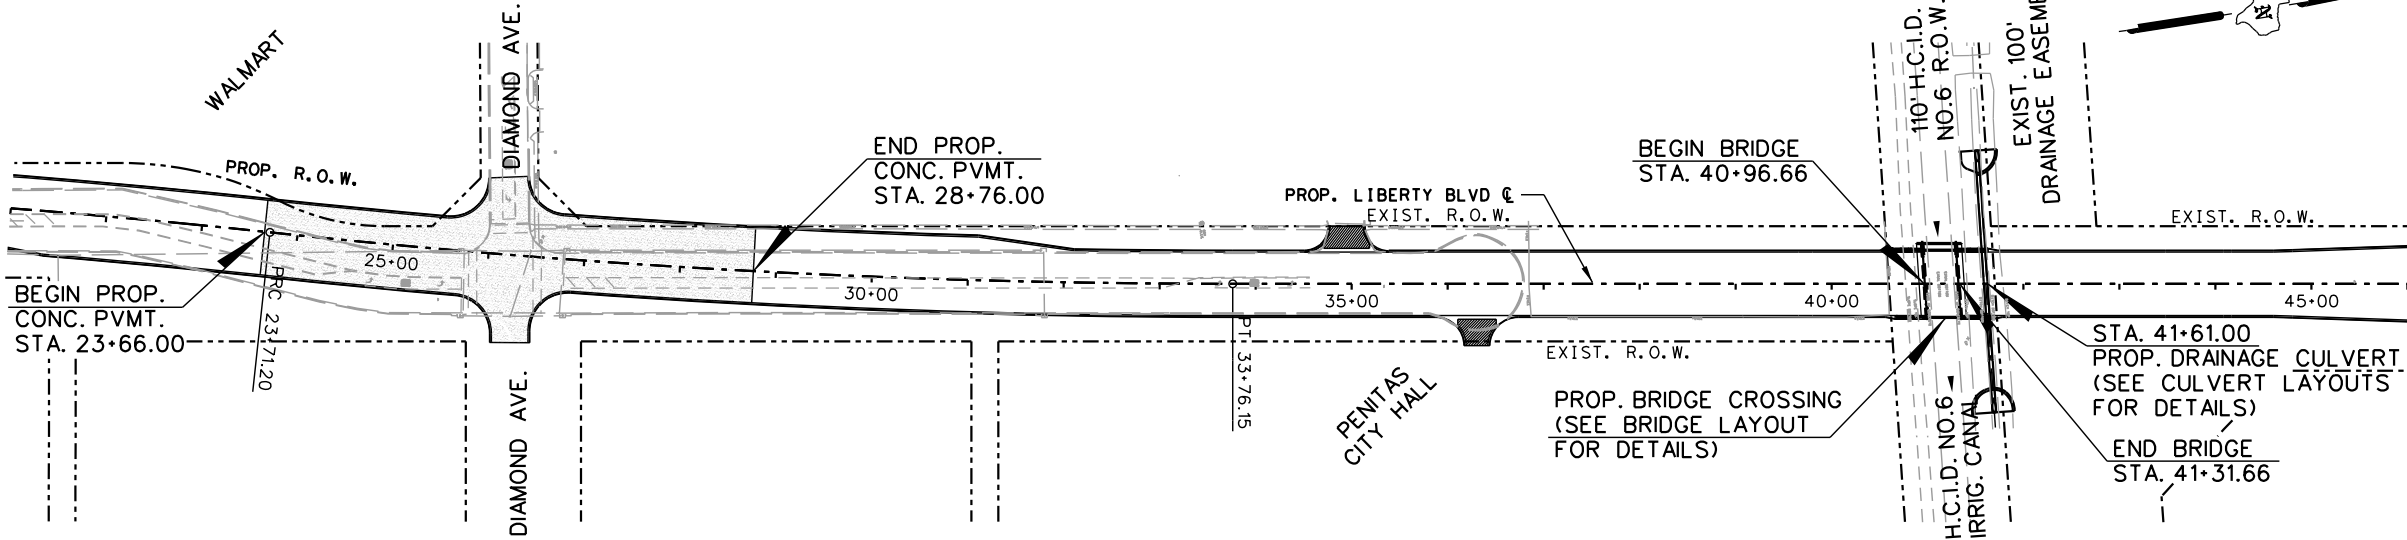 WALMART
DIAMOND AVE.
PROP. R.O.W.
END PROP.
CONC. PVMT.
STA. 28+76.00
BEGIN BRIDGE
STA. 40+96.66
110' H.C.I.D.
NO.6 R.O.W.
EXIST. 100'
N
PROP. LIBERTY BLVD ℄
EXIST. R.O.W.
EXIST. R.O.W.
25+00
30+00
35+00
40+00
45+00
BEGIN PROP.
CONC. PVMT.
STA. 23+66.00
PRC 23+71.20
PT 33+76.15
EXIST. R.O.W.
DIAMOND AVE.
PENITAS
CITY HALL
PROP. BRIDGE CROSSING
(SEE BRIDGE LAYOUT
FOR DETAILS)
H.C.I.D. NO.6
IRRIG. CANAL
STA. 41+61.00
PROP. DRAINAGE CULVERT
(SEE CULVERT LAYOUTS
FOR DETAILS)
END BRIDGE
STA. 41+31.66
DRAINAGE